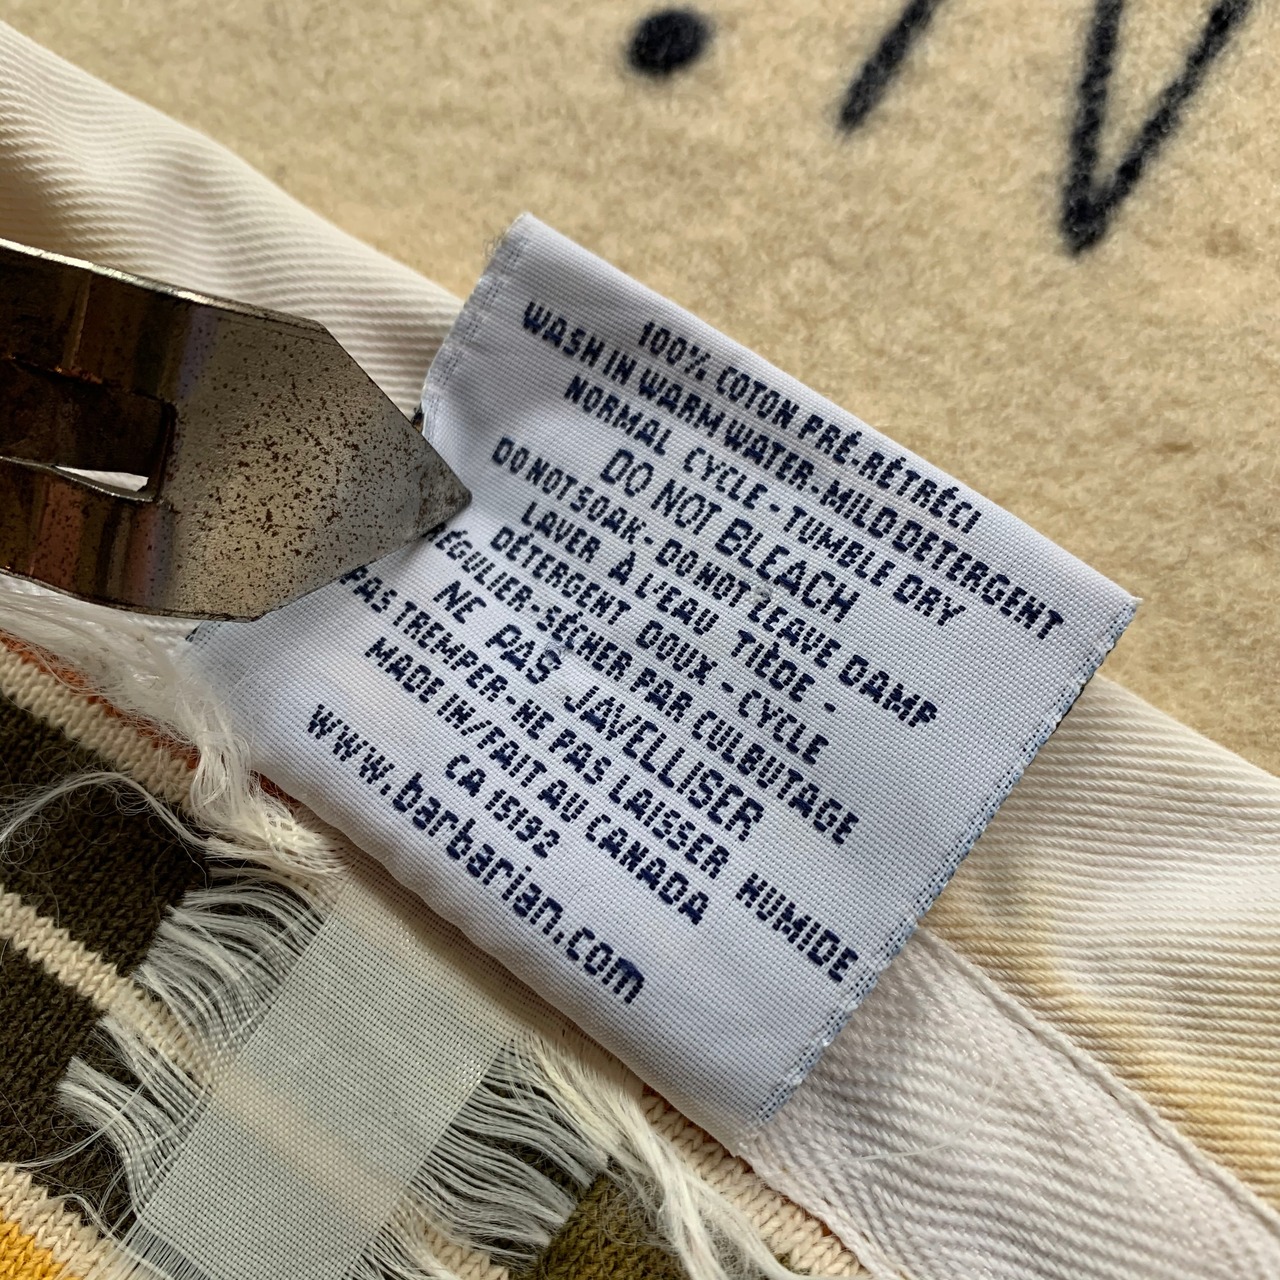 100% COTON PRÉ-RÉTRÉCI
WASH IN WARM WATER-MILD DETERGENT
NORMAL CYCLE - TUMBLE DRY
DO NOT BLEACH
DO NOT SOAK - DO NOT LEAVE DAMP
LAVER À L'EAU TIÈDE -
DÉTERGENT DOUX - CYCLE
RÉGULIER-SÉCHER PAR CULBUTAGE
NE PAS JAVELLISER
PAS TREMPER-NE PAS LAISSER HUMIDE
MADE IN/FAIT AU CANADA
CA 15192
www.barbarian.com